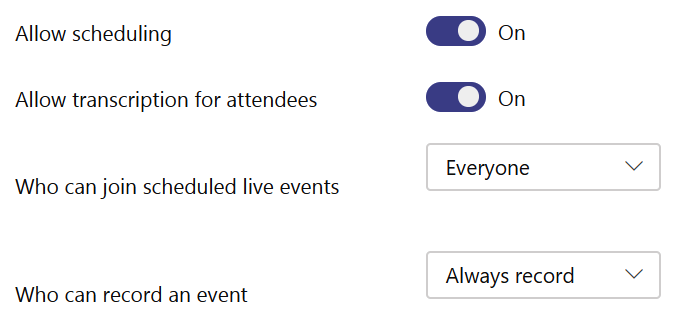 Allow scheduling On
Allow transcription for attendees On
Who can join scheduled live events Everyone
Who can record an event Always record